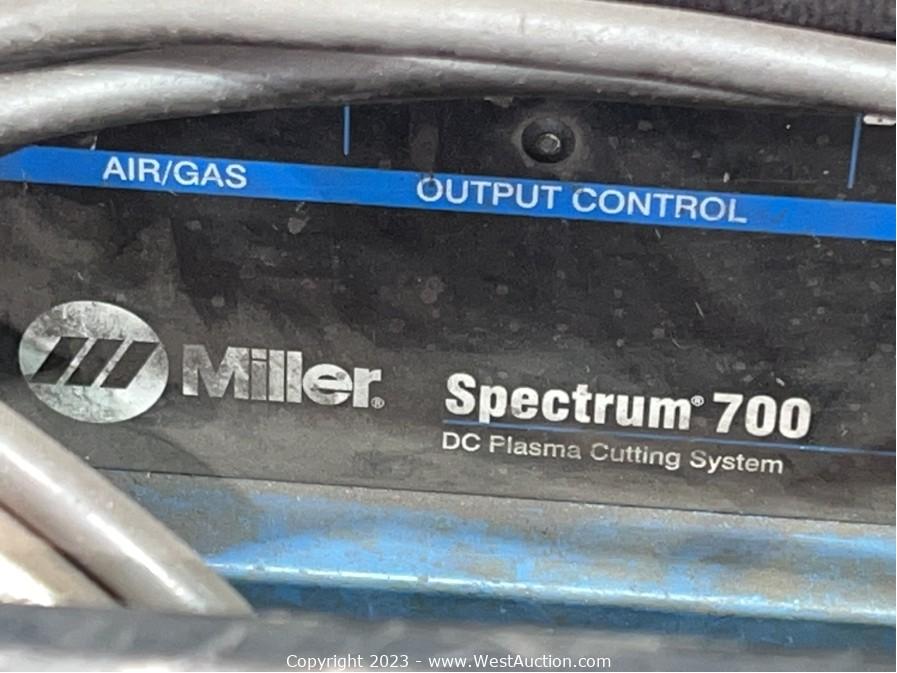 AIR/GAS
OUTPUT CONTROL
Miller®
Spectrum® 700
DC Plasma Cutting System
Copyright 2023 - www.WestAuction.com